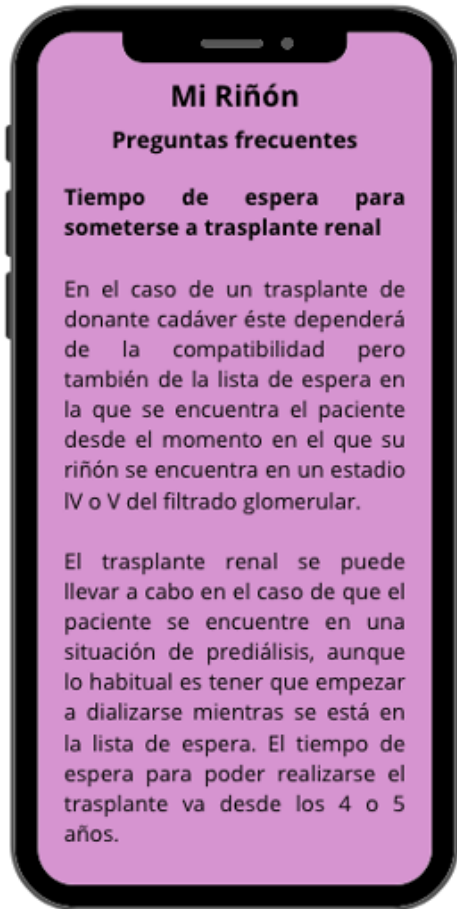 Mi Riñón
Preguntas frecuentes
Tiempo de espera para
someterse a trasplante renal
En el caso de un trasplante de
donante cadáver éste dependerá
de la compatibilidad pero
también de la lista de espera en
la que se encuentra el paciente
desde el momento en el que su
riñón se encuentra en un estadio
IV o V del filtrado glomerular.
El trasplante renal se puede
llevar a cabo en el caso de que el
paciente se encuentre en una
situación de prediálisis, aunque
lo habitual es tener que empezar
a dializarse mientras se está en
la lista de espera. El tiempo de
espera para poder realizarse el
trasplante va desde los 4 o 5
años.